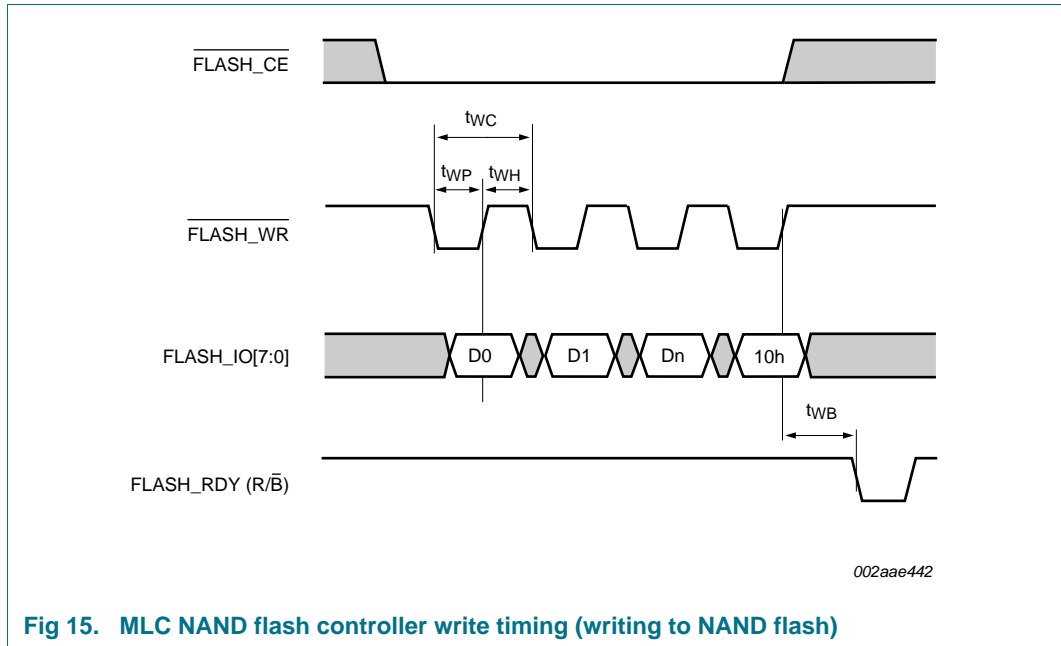 FLASH_CE
tWC
tWP
tWH
FLASH_WR
FLASH_IO[7:0]
D0
D1
Dn
10h
tWB
FLASH_RDY (R/B̅)
002aae442
Fig 15. MLC NAND flash controller write timing (writing to NAND flash)